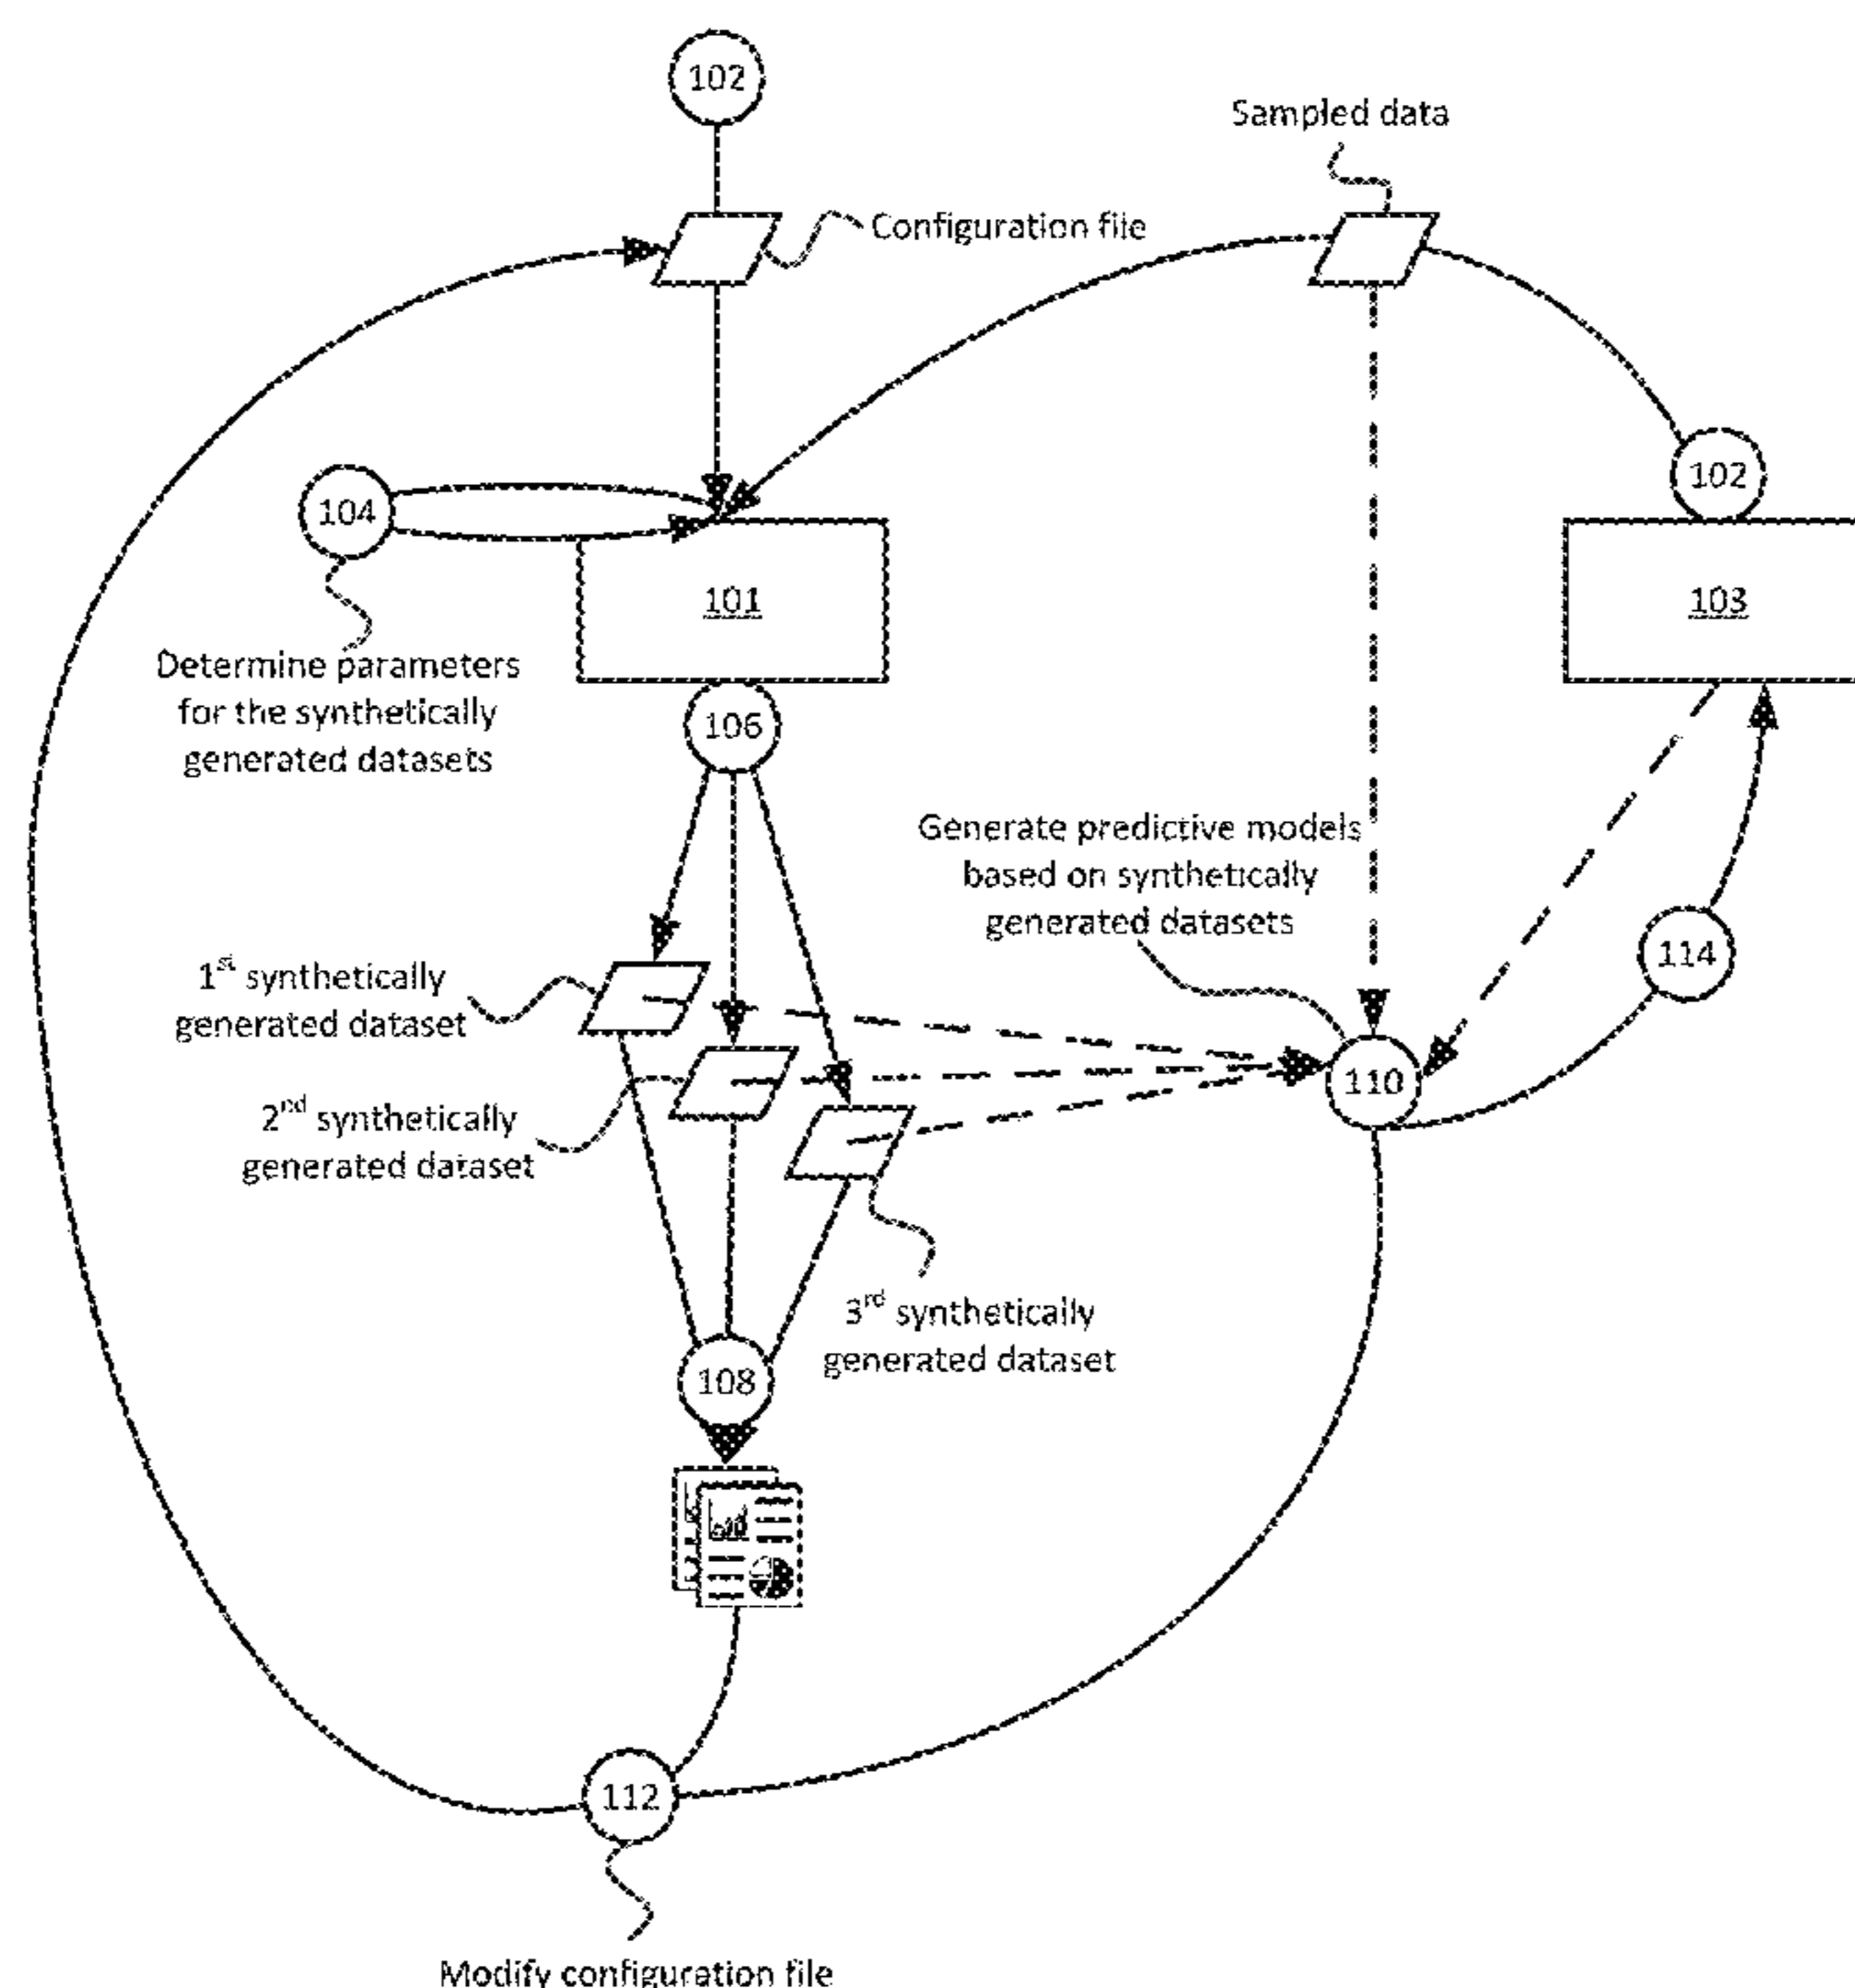 102
Sampled data
Configuration file
104
102
101
103
Determine parameters
for the synthetically
generated datasets
106
Generate predictive models
based on synthetically
generated datasets
114
1st synthetically
generated dataset
110
2nd synthetically
generated dataset
3rd synthetically
generated dataset
108
112
Modify configuration file